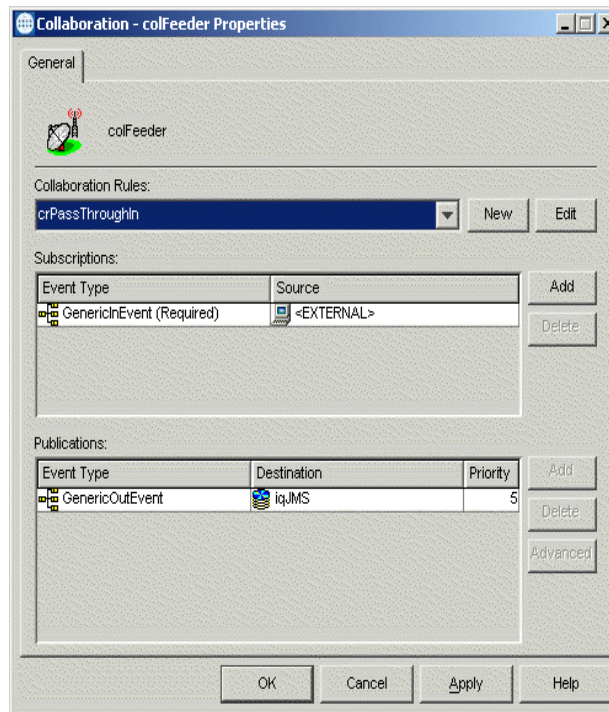 Collaboration - colFeeder Properties
General
colFeeder
Collaboration Rules:
crPassThroughIn New Edit
Subscriptions:
Event Type Source Add
GenericInEvent (Required) <EXTERNAL> Delete
Publications:
Event Type Destination Priority Add
GenericOutEvent iqJMS 5 Delete
Advanced
OK Cancel Apply Help